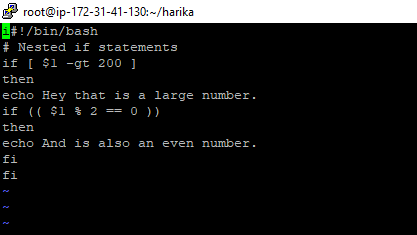 root@ip-172-31-41-130:~/harika
i#!/bin/bash
# Nested if statements
if [ $1 -gt 200 ]
then
echo Hey that is a large number.
if (( $1 % 2 == 0 ))
then
echo And is also an even number.
fi
fi
~
~
~